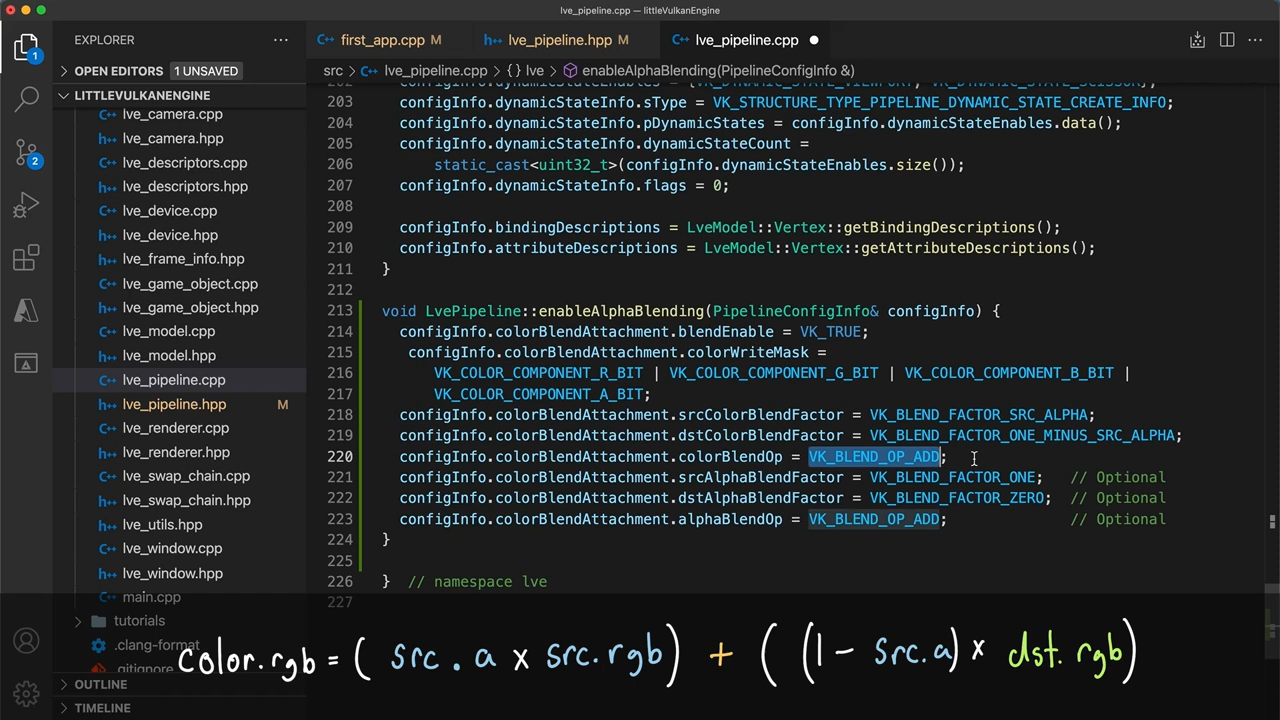 lve_pipeline.cpp — littleVulkanEngine
EXPLORER
first_app.cpp M
lve_pipeline.hpp M
lve_pipeline.cpp
OPEN EDITORS 1 UNSAVED
src > lve_pipeline.cpp > {} lve > enableAlphaBlending(PipelineConfigInfo &)
LITTLEVULKANENGINE
lve_camera.cpp
lve_camera.hpp
lve_descriptors.cpp
lve_descriptors.hpp
lve_device.cpp
lve_device.hpp
lve_frame_info.hpp
lve_game_object.cpp
lve_game_object.hpp
lve_model.cpp
lve_model.hpp
lve_pipeline.cpp
lve_pipeline.hpp M
lve_renderer.cpp
lve_renderer.hpp
lve_swap_chain.cpp
lve_swap_chain.hpp
lve_utils.hpp
lve_window.cpp
lve_window.hpp
main.cpp
tutorials
.clang-format
.gitignore
OUTLINE
TIMELINE
1
2
202 configInfo.dynamicStateEnables = {VK_DYNAMIC_STATE_VIEWPORT, VK_DYNAMIC_STATE_SCISSOR};
203 configInfo.dynamicStateInfo.sType = VK_STRUCTURE_TYPE_PIPELINE_DYNAMIC_STATE_CREATE_INFO;
204 configInfo.dynamicStateInfo.pDynamicStates = configInfo.dynamicStateEnables.data();
205 configInfo.dynamicStateInfo.dynamicStateCount =
206 static_cast<uint32_t>(configInfo.dynamicStateEnables.size());
207 configInfo.dynamicStateInfo.flags = 0;
208
209 configInfo.bindingDescriptions = LveModel::Vertex::getBindingDescriptions();
210 configInfo.attributeDescriptions = LveModel::Vertex::getAttributeDescriptions();
211 }
212
213 void LvePipeline::enableAlphaBlending(PipelineConfigInfo& configInfo) {
214 configInfo.colorBlendAttachment.blendEnable = VK_TRUE;
215 configInfo.colorBlendAttachment.colorWriteMask =
216 VK_COLOR_COMPONENT_R_BIT | VK_COLOR_COMPONENT_G_BIT | VK_COLOR_COMPONENT_B_BIT |
217 VK_COLOR_COMPONENT_A_BIT;
218 configInfo.colorBlendAttachment.srcColorBlendFactor = VK_BLEND_FACTOR_SRC_ALPHA;
219 configInfo.colorBlendAttachment.dstColorBlendFactor = VK_BLEND_FACTOR_ONE_MINUS_SRC_ALPHA;
220 configInfo.colorBlendAttachment.colorBlendOp = VK_BLEND_OP_ADD;
221 configInfo.colorBlendAttachment.srcAlphaBlendFactor = VK_BLEND_FACTOR_ONE; // Optional
222 configInfo.colorBlendAttachment.dstAlphaBlendFactor = VK_BLEND_FACTOR_ZERO; // Optional
223 configInfo.colorBlendAttachment.alphaBlendOp = VK_BLEND_OP_ADD; // Optional
224 }
225
226 } // namespace lve
227
color.rgb = ( src.a x src.rgb ) + ( (1 - src.a) x dst.rgb )